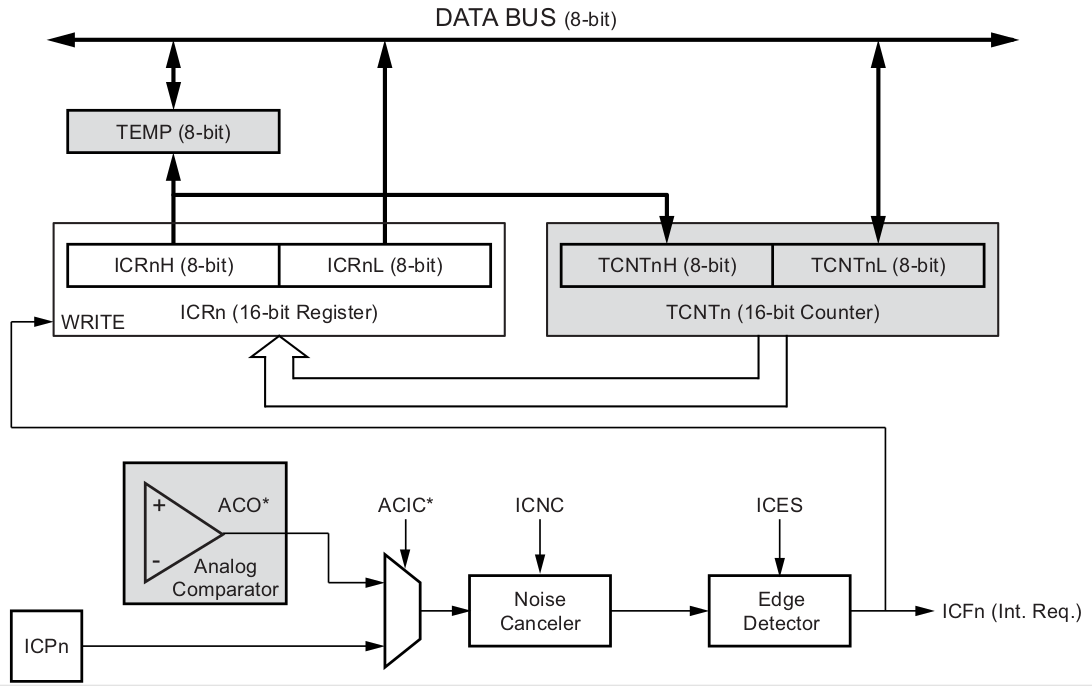 DATA BUS (8-bit)
TEMP (8-bit)
ICRnH (8-bit)
ICRnL (8-bit)
TCNTnH (8-bit)
TCNTnL (8-bit)
ICRn (16-bit Register)
TCNTn (16-bit Counter)
WRITE
+
-
ACO*
Analog
Comparator
ACIC*
ICNC
ICES
Noise
Canceler
Edge
Detector
ICFn (Int. Req.)
ICPn